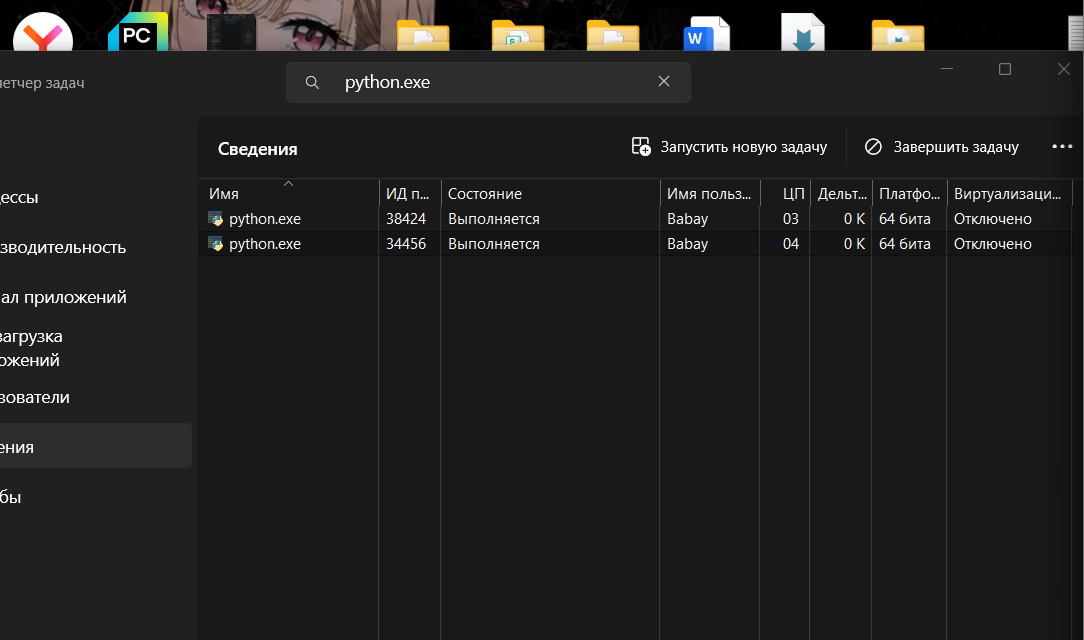 PC
S
W
петчер задач
python.exe
Сведения
Запустить новую задачу
Завершить задачу
Имя ИД п... Состояние Имя польз... ЦП Дельт... Платфо... Виртуализаци...
python.exe 38424 Выполняется Babay 03 0 K 64 бита Отключено
python.exe 34456 Выполняется Babay 04 0 K 64 бита Отключено
ессы
зводительность
ал приложений
загрузка
ожений
зователи
ения
бы